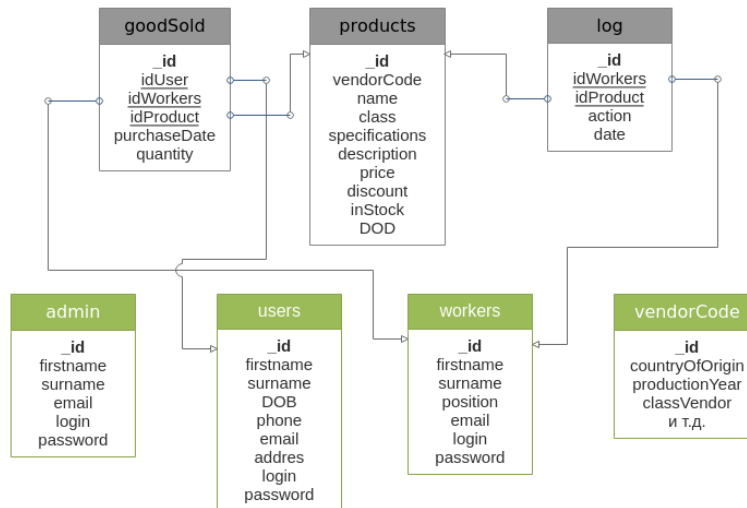 goodSold
_id
idUser
idWorkers
idProduct
purchaseDate
quantity
products
_id
vendorCode
name
class
specifications
description
price
discount
inStock
DOD
log
_id
idWorkers
idProduct
action
date
admin
_id
firstname
surname
email
login
password
users
_id
firstname
surname
DOB
phone
email
addres
login
password
workers
_id
firstname
surname
position
email
login
password
vendorCode
_id
countryOfOrigin
productionYear
classVendor
и т.д.